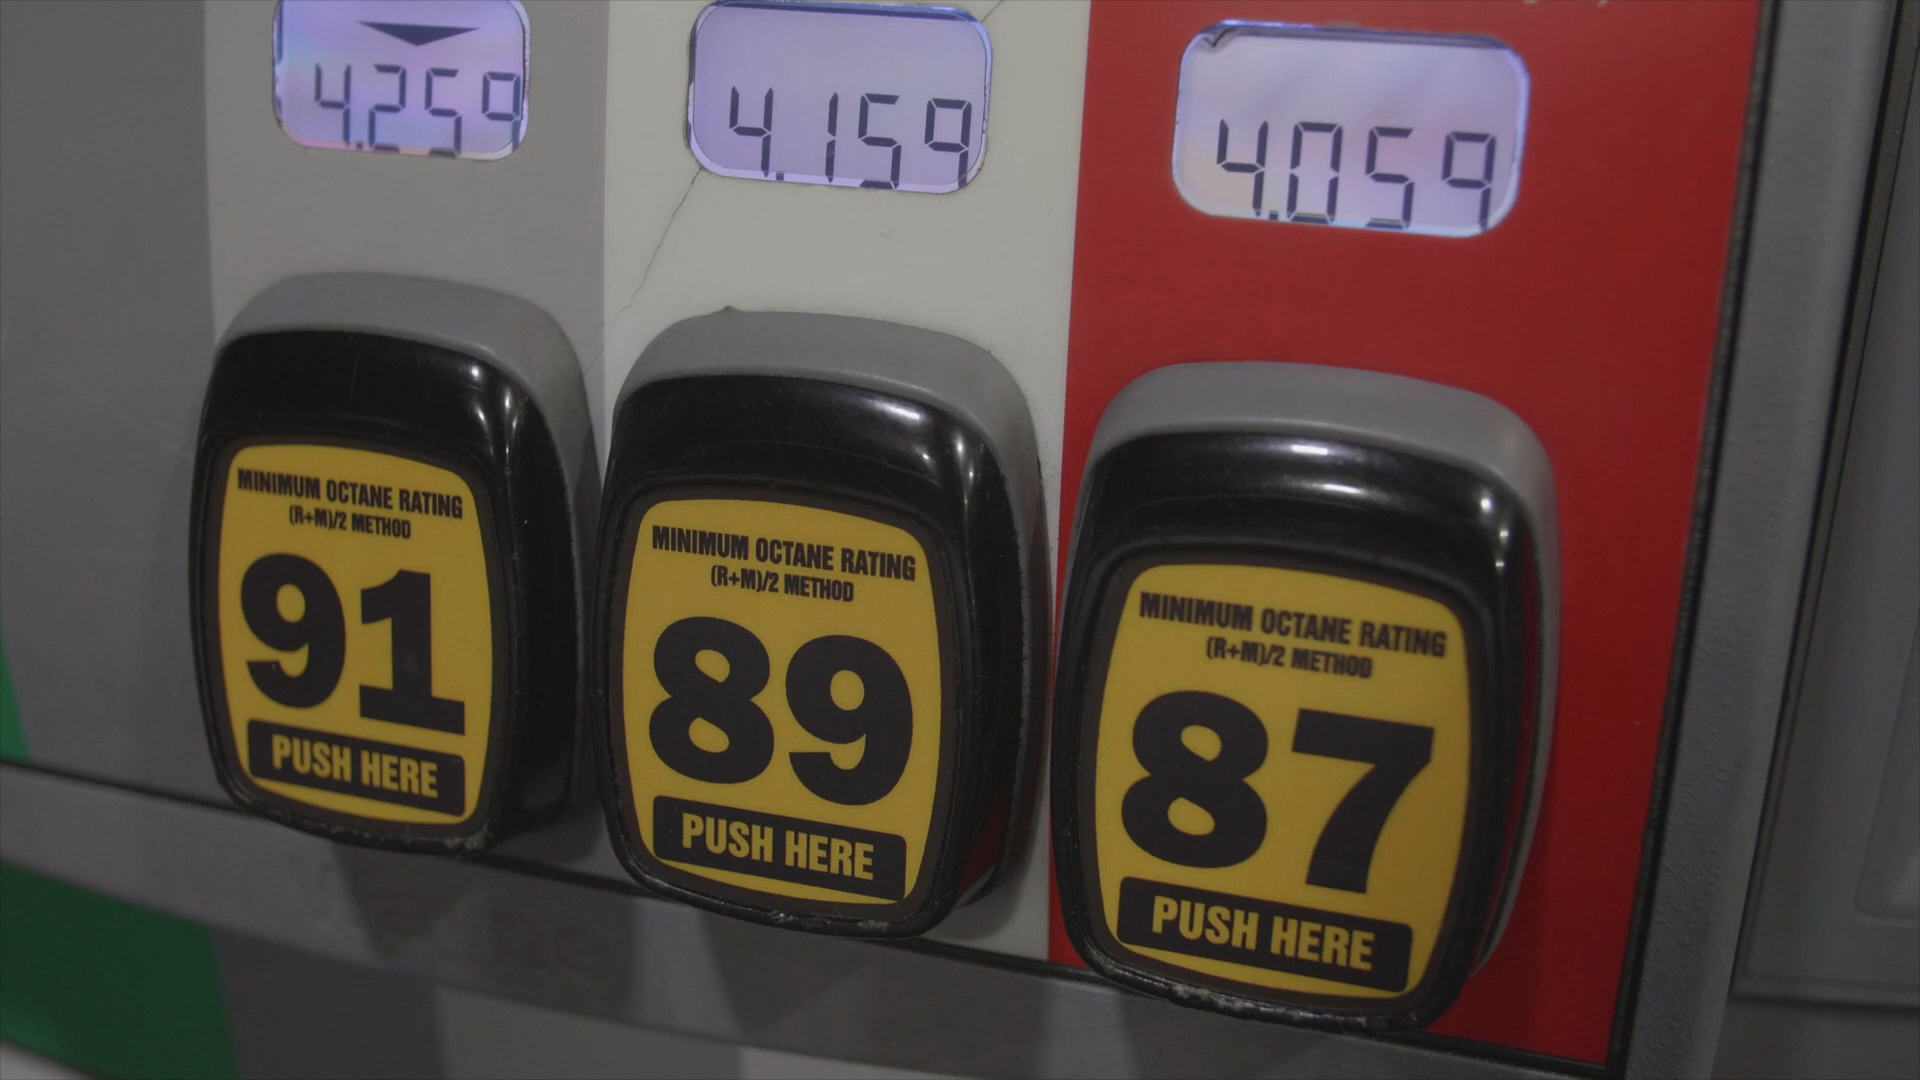 4.259
4.159
4.059
MINIMUM OCTANE RATING
(R+M)/2 METHOD
91
PUSH HERE
MINIMUM OCTANE RATING
(R+M)/2 METHOD
89
PUSH HERE
MINIMUM OCTANE RATING
(R+M)/2 METHOD
87
PUSH HERE